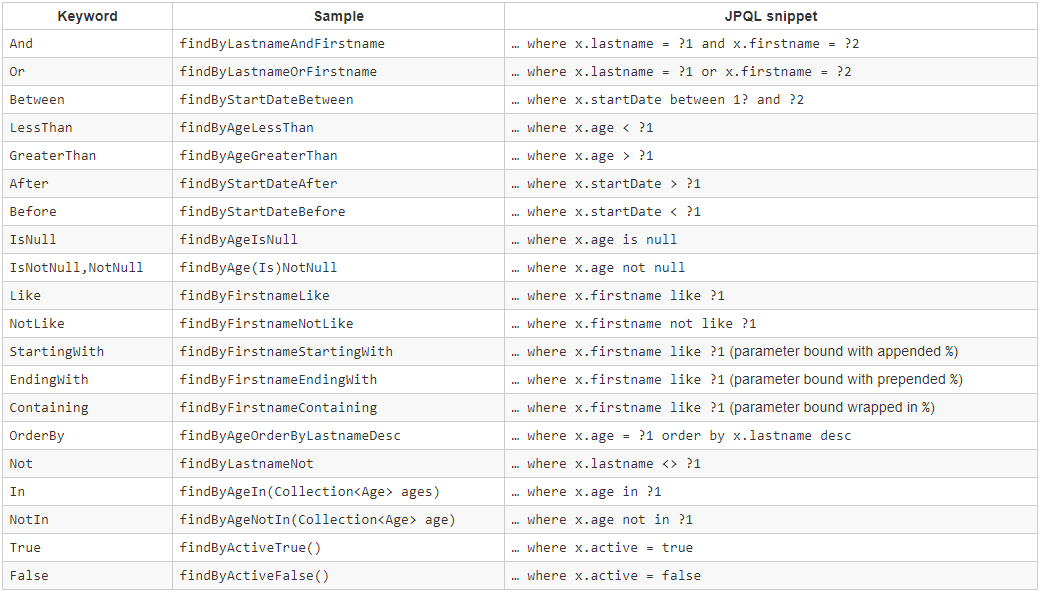 Keyword Sample JPQL snippet
And findByLastnameAndFirstname … where x.lastname = ?1 and x.firstname = ?2
Or findByLastnameOrFirstname … where x.lastname = ?1 or x.firstname = ?2
Between findByStartDateBetween … where x.startDate between 1? and ?2
LessThan findByAgeLessThan … where x.age < ?1
GreaterThan findByAgeGreaterThan … where x.age > ?1
After findByStartDateAfter … where x.startDate > ?1
Before findByStartDateBefore … where x.startDate < ?1
IsNull findByAgeIsNull … where x.age is null
IsNotNull,NotNull findByAge(Is)NotNull … where x.age not null
Like findByFirstnameLike … where x.firstname like ?1
NotLike findByFirstnameNotLike … where x.firstname not like ?1
StartingWith findByFirstnameStartingWith … where x.firstname like ?1 (parameter bound with appended %)
EndingWith findByFirstnameEndingWith … where x.firstname like ?1 (parameter bound with prepended %)
Containing findByFirstnameContaining … where x.firstname like ?1 (parameter bound wrapped in %)
OrderBy findByAgeOrderByLastnameDesc … where x.age = ?1 order by x.lastname desc
Not findByLastnameNot … where x.lastname <> ?1
In findByAgeIn(Collection<Age> ages) … where x.age in ?1
NotIn findByAgeNotIn(Collection<Age> age) … where x.age not in ?1
True findByActiveTrue() … where x.active = true
False findByActiveFalse() … where x.active = false